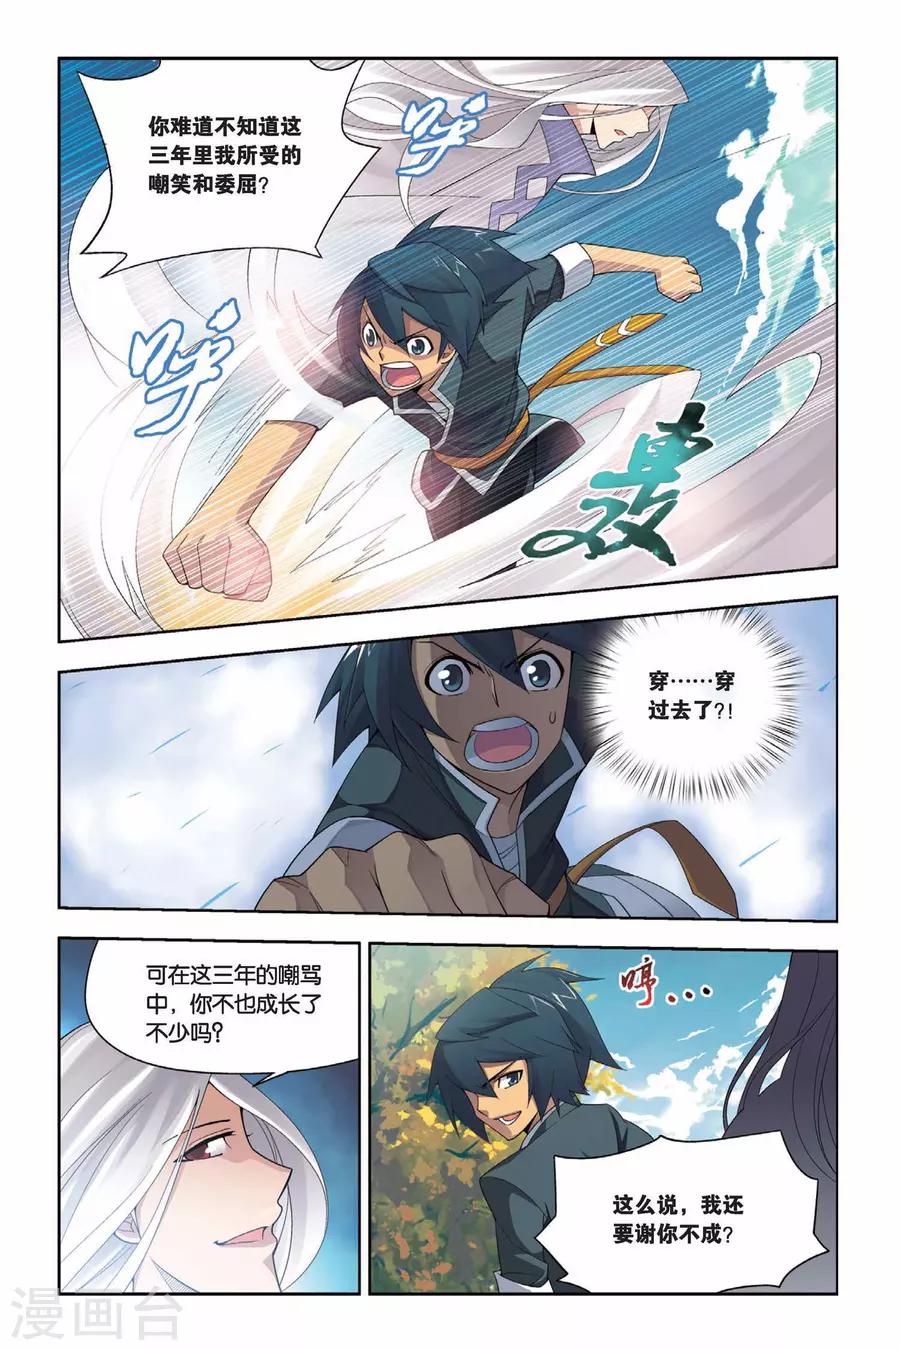 你难道不知道这
三年里我所受的
嘲笑和委屈？
呼
呼
轰
穿……穿
过去了?!
可在这三年的嘲骂
中，你不也成长了
不少吗？
哼...
这么说，我还
要谢你不成？
漫画台